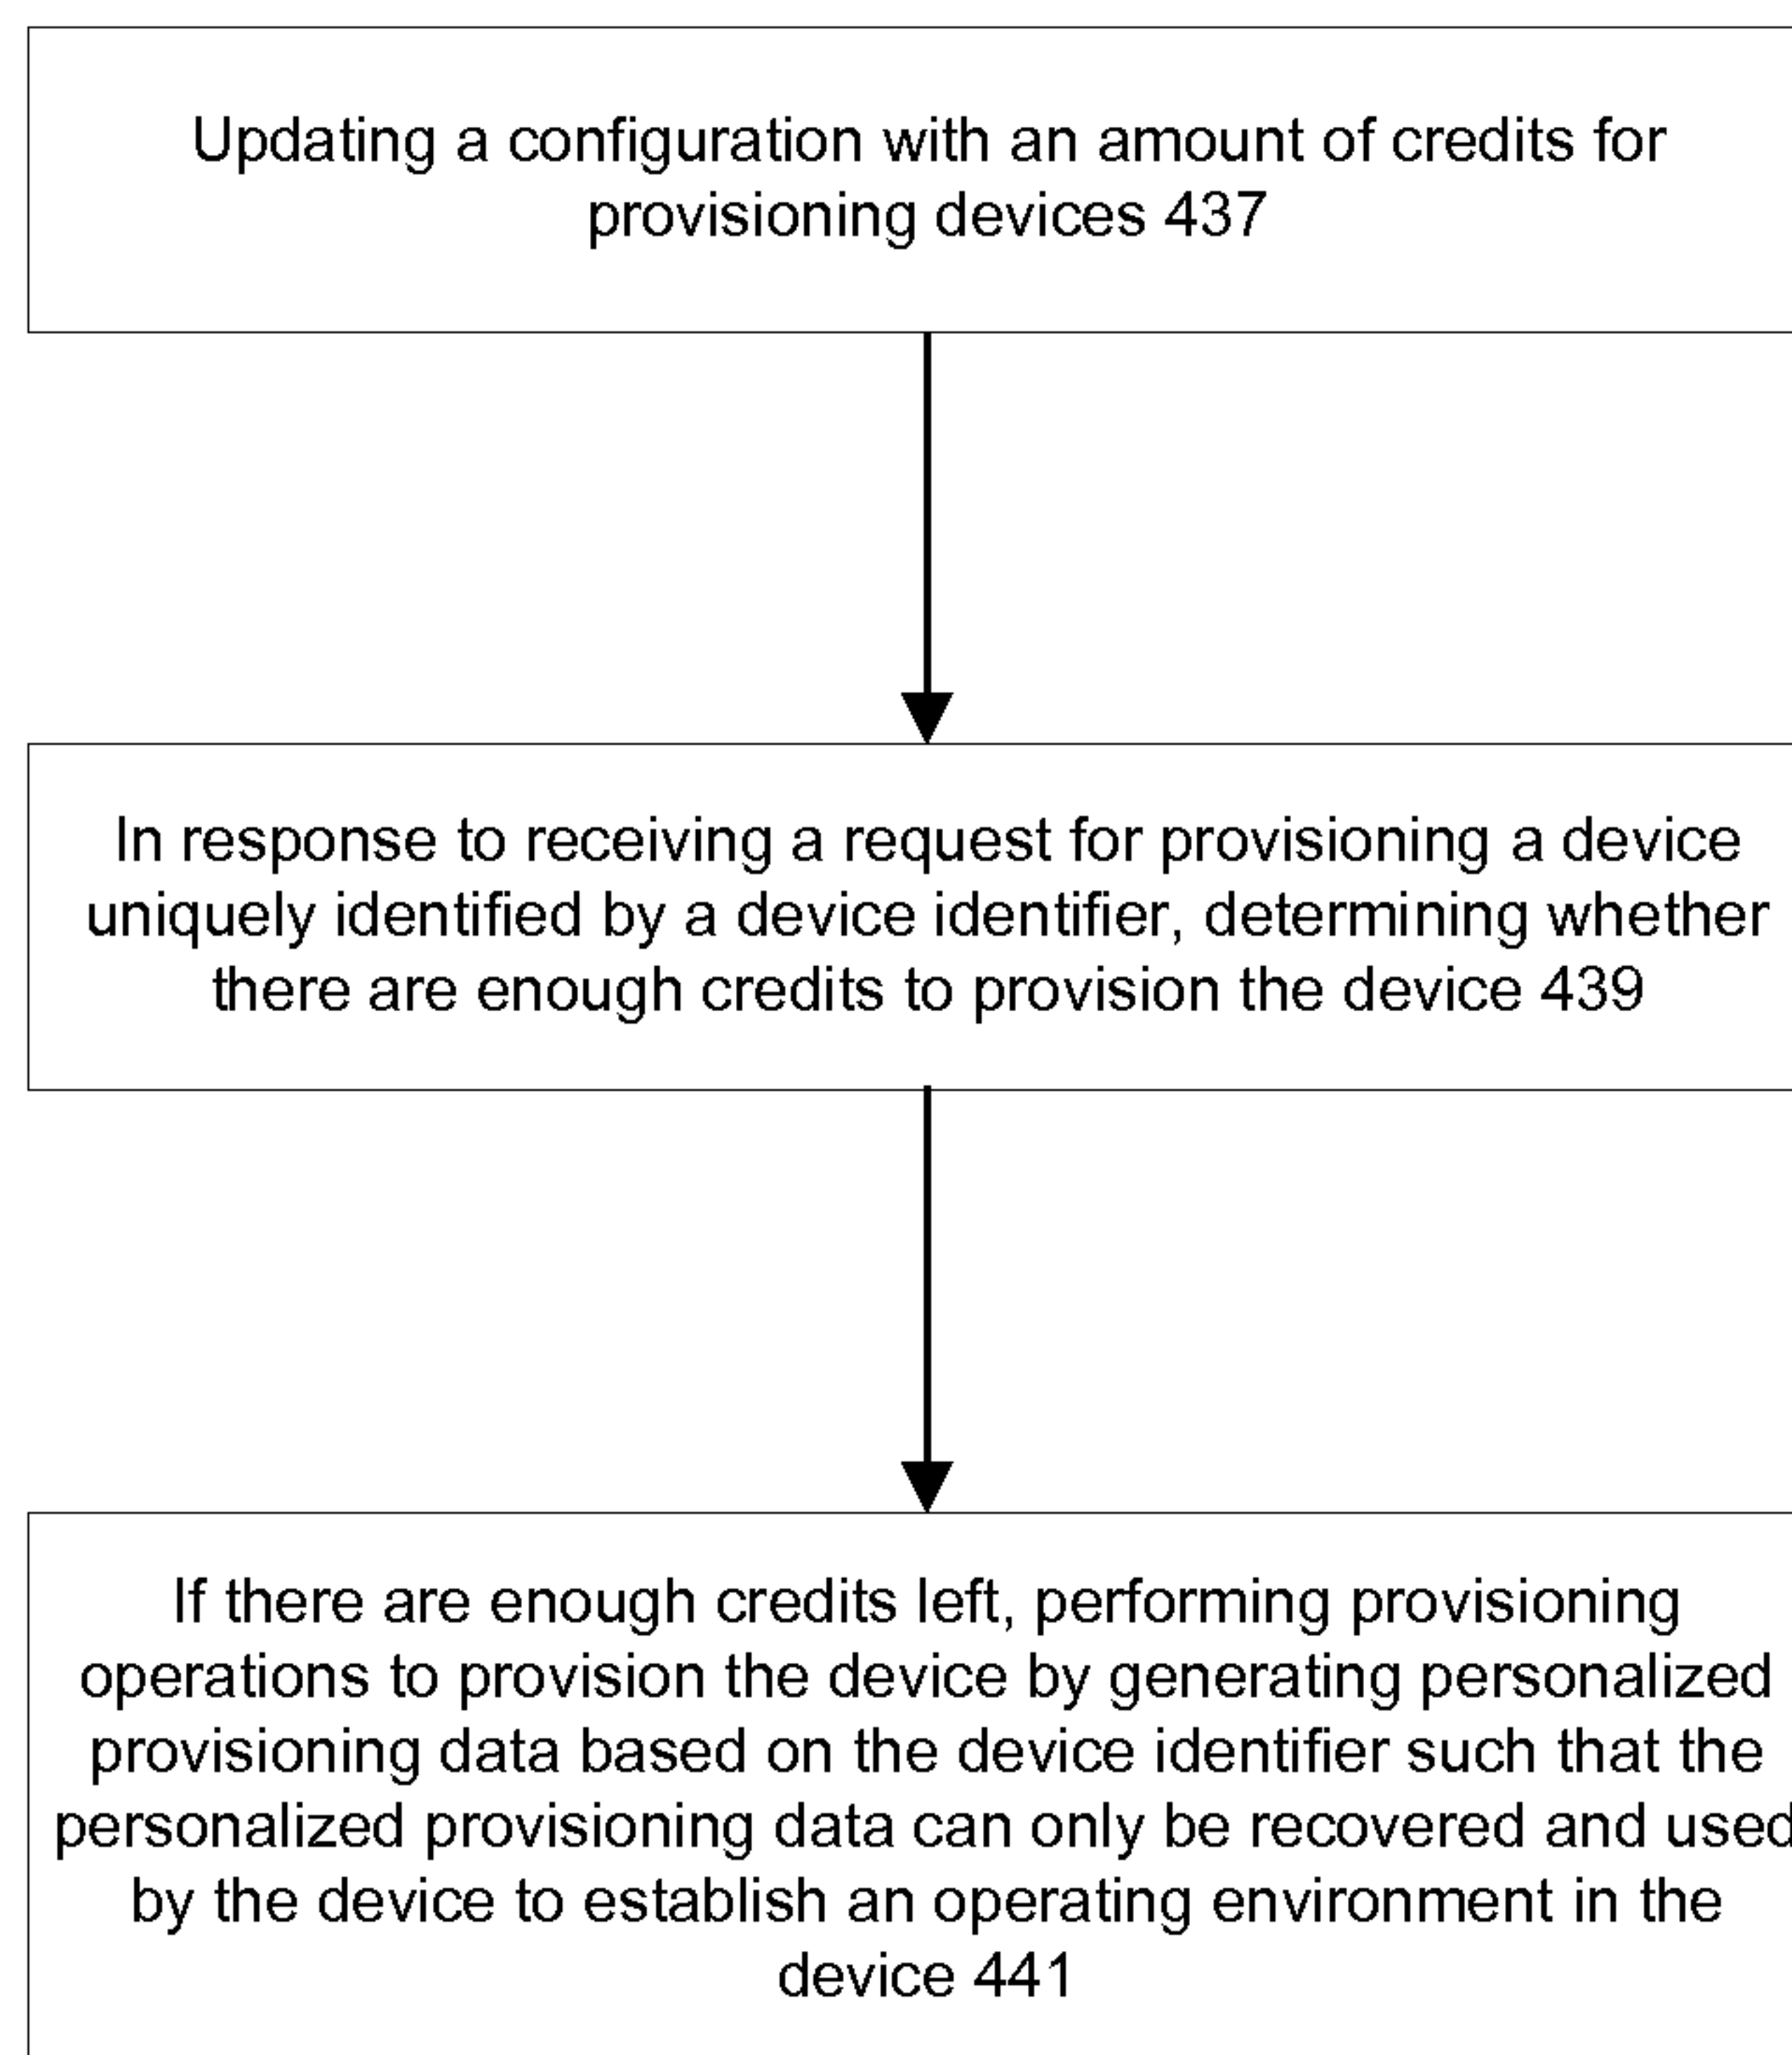 Updating a configuration with an amount of credits for
provisioning devices 437
In response to receiving a request for provisioning a device
uniquely identified by a device identifier, determining whether
there are enough credits to provision the device 439
If there are enough credits left, performing provisioning
operations to provision the device by generating personalized
provisioning data based on the device identifier such that the
personalized provisioning data can only be recovered and used
by the device to establish an operating environment in the
device 441